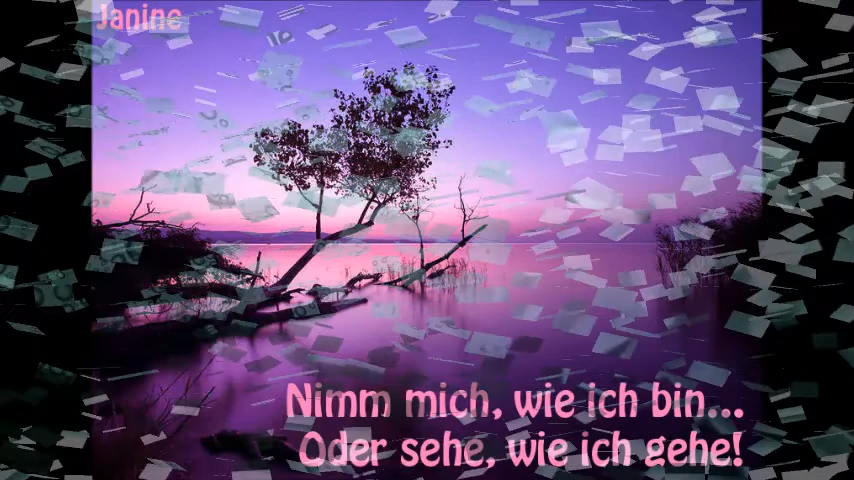 Janine
Nimm mich, wie ich bin...
Oder sehe, wie ich gehe!